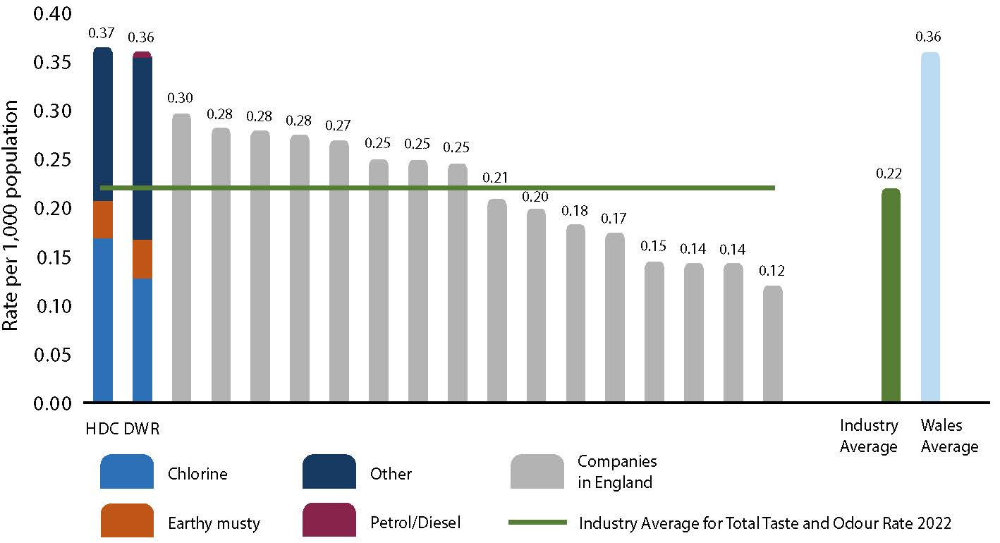 0.40
0.35
0.30
0.25
0.20
0.15
0.10
0.05
0.00
Rate per 1,000 population
0.37
0.36
0.30
0.28
0.28
0.28
0.27
0.25
0.25
0.25
0.21
0.20
0.18
0.17
0.15
0.14
0.14
0.12
0.22
0.36
HDC DWR
Industry
Average
Wales
Average
Chlorine
Other
Companies
in England
Earthy musty
Petrol/Diesel
Industry Average for Total Taste and Odour Rate 2022